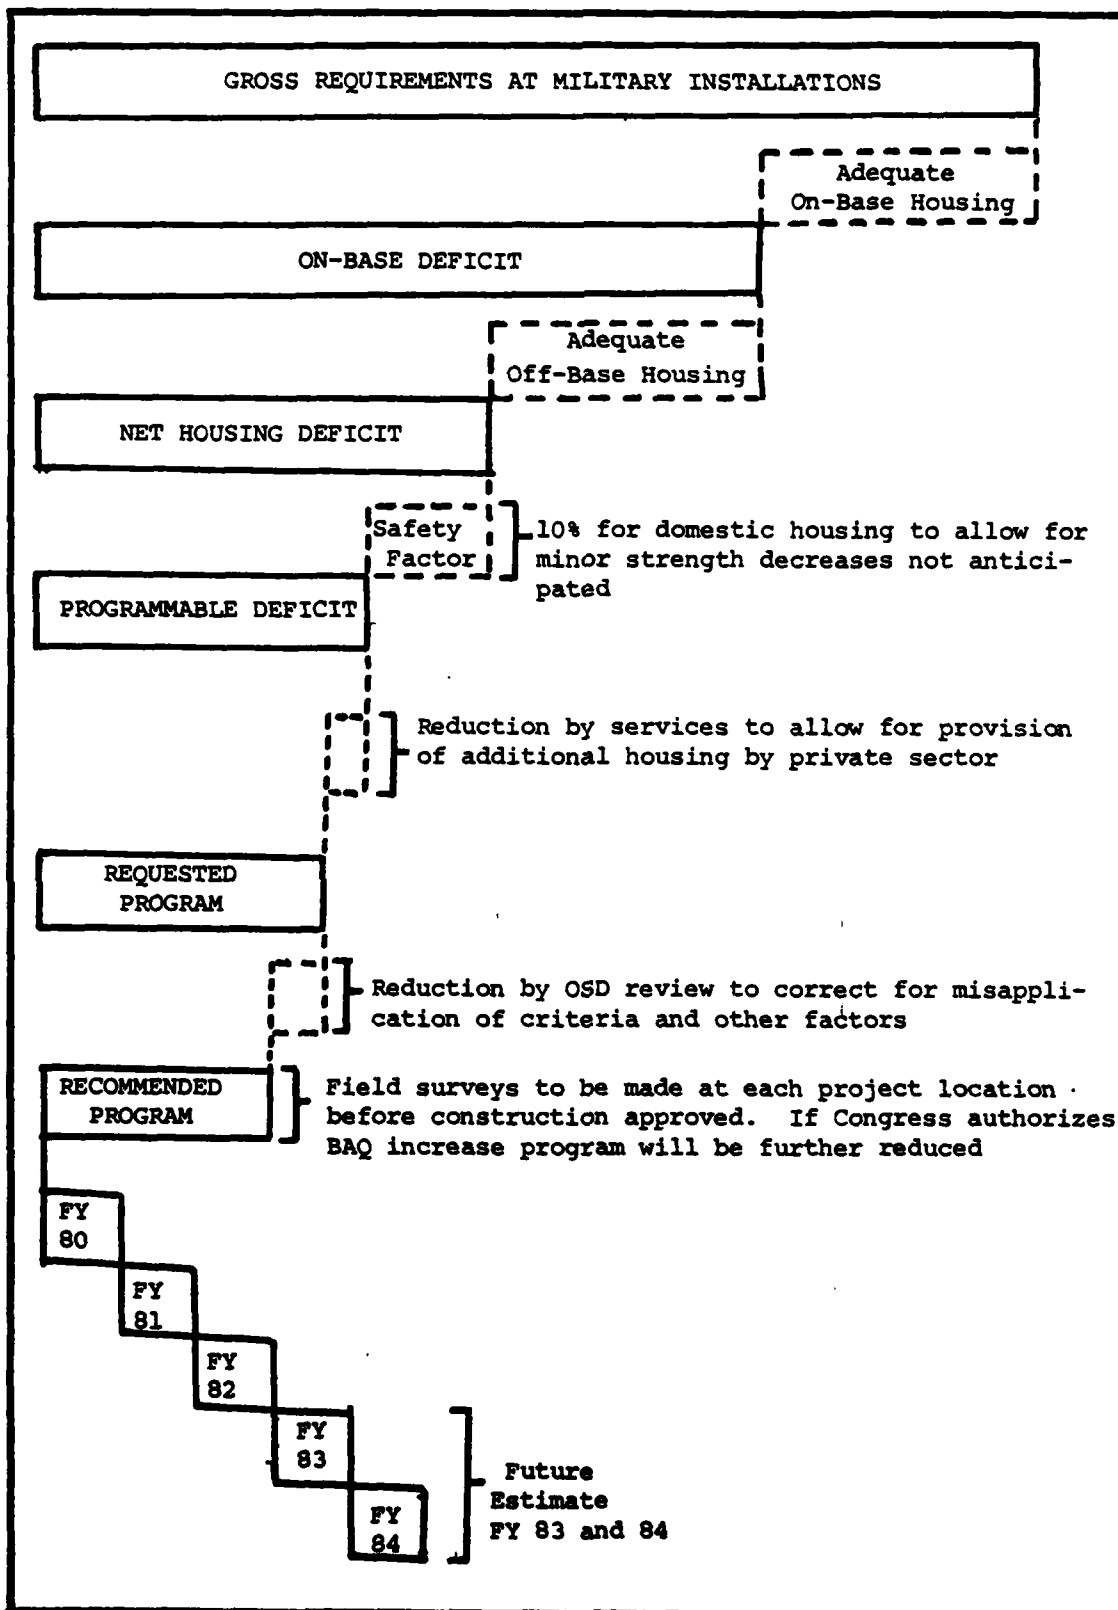 GROSS REQUIREMENTS AT MILITARY INSTALLATIONS
Adequate
On-Base Housing
ON-BASE DEFICIT
Adequate
Off-Base Housing
NET HOUSING DEFICIT
Safety
Factor
10% for domestic housing to allow for
minor strength decreases not antici-
pated
PROGRAMMABLE DEFICIT
Reduction by services to allow for provision
of additional housing by private sector
REQUESTED
PROGRAM
Reduction by OSD review to correct for misappli-
cation of criteria and other factors
RECOMMENDED
PROGRAM
Field surveys to be made at each project location
before construction approved. If Congress authorizes
BAQ increase program will be further reduced
FY
80
FY
81
FY
82
FY
83
FY
84
Future
Estimate
FY 83 and 84